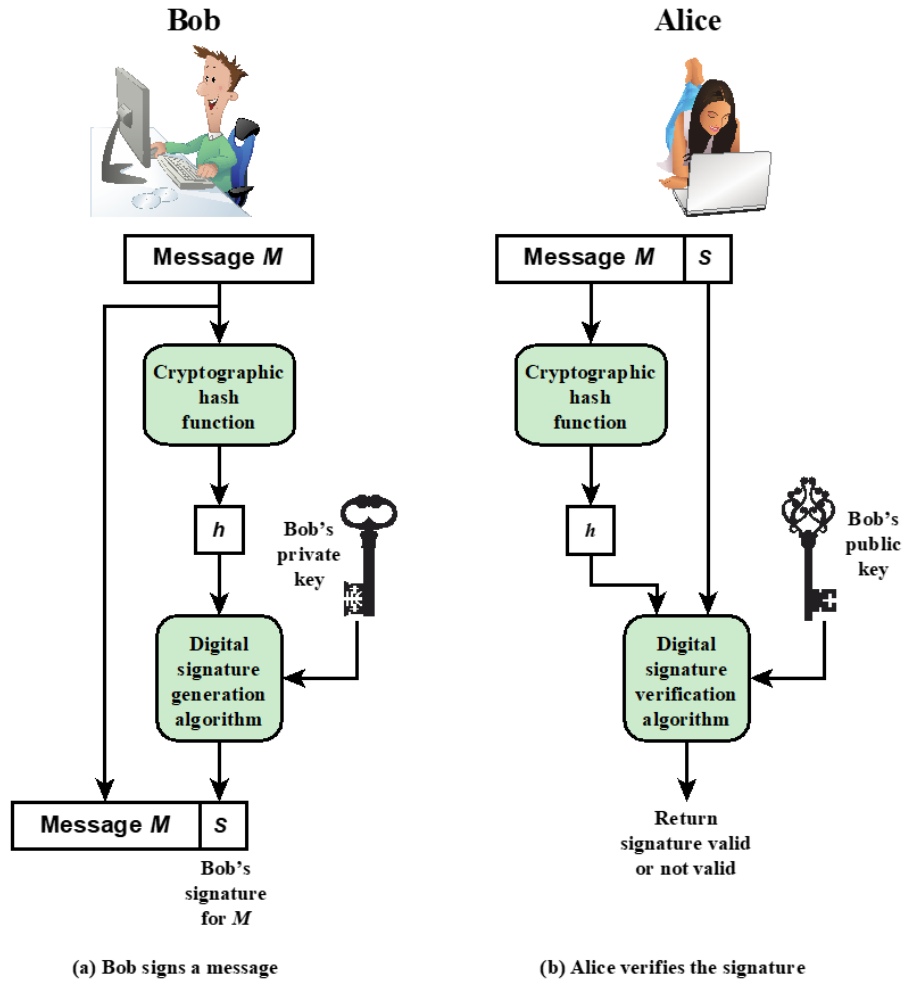 Bob
Message M
Cryptographic
hash
function
h
Bob's
private
key
Digital
signature
generation
algorithm
Message M
S
Bob's
signature
for M
(a) Bob signs a message
Alice
Message M
S
Cryptographic
hash
function
h
Bob's
public
key
Digital
signature
verification
algorithm
Return
signature valid
or not valid
(b) Alice verifies the signature